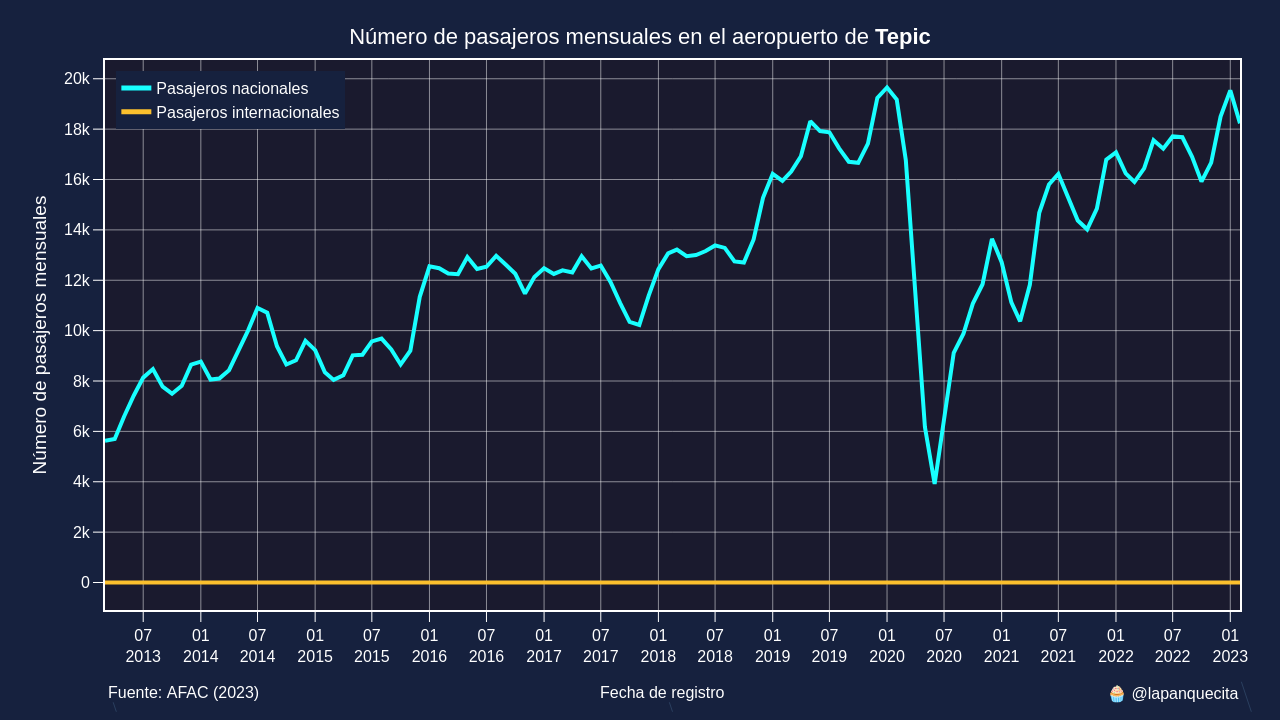 Número de pasajeros mensuales en el aeropuerto de Tepic
Pasajeros nacionales
Pasajeros internacionales
Número de pasajeros mensuales
20k
18k
16k
14k
12k
10k
8k
6k
4k
2k
0
07 01 07 01 07 01 07 01 07 01 07 01 07 01 07 01 07 01 07 01
2013 2014 2014 2015 2015 2016 2016 2017 2017 2018 2018 2019 2019 2020 2020 2021 2021 2022 2022 2023
Fuente: AFAC (2023)
Fecha de registro
🧁 @lapanquecita